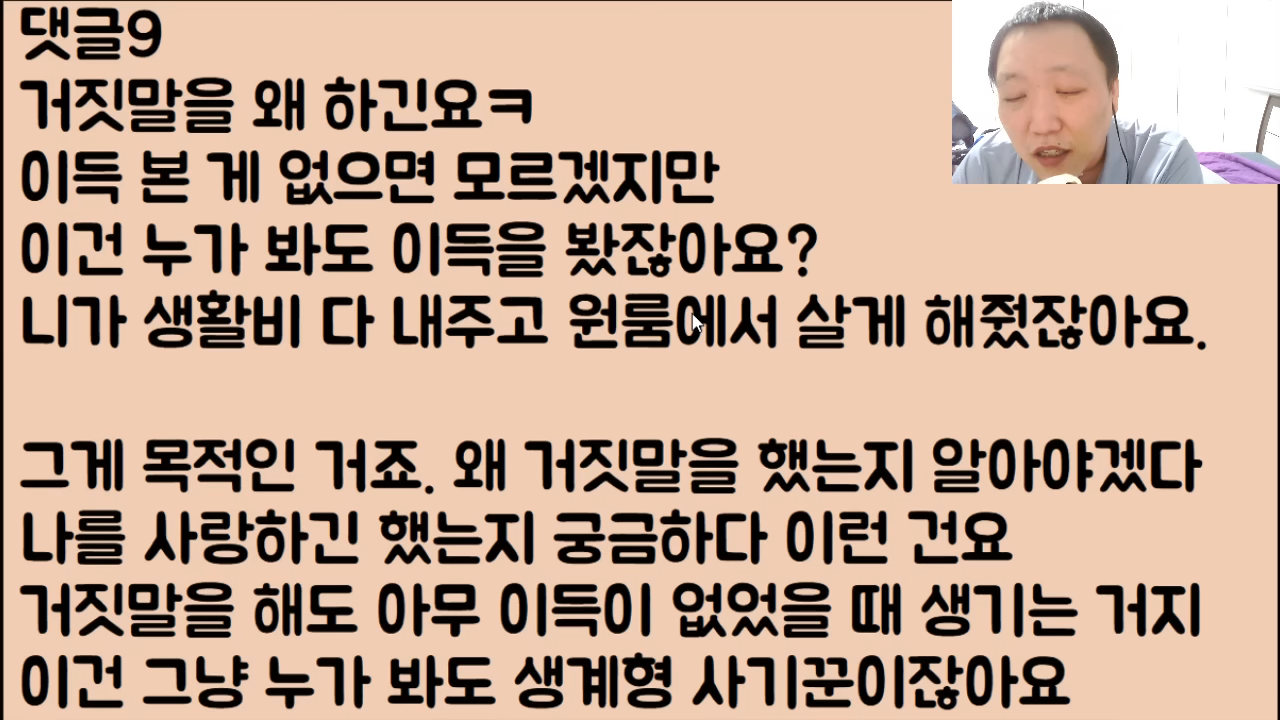 댓글9
거짓말을 왜 하긴요ㅋ
이득 본 게 없으면 모르겠지만
이건 누가 봐도 이득을 봤잖아요?
니가 생활비 다 내주고 원룸에서 살게 해줬잖아요.
그게 목적인 거죠. 왜 거짓말을 했는지 알아야겠다
나를 사랑하긴 했는지 궁금하다 이런 건요
거짓말을 해도 아무 이득이 없었을 때 생기는 거지
이건 그냥 누가 봐도 생계형 사기꾼이잖아요